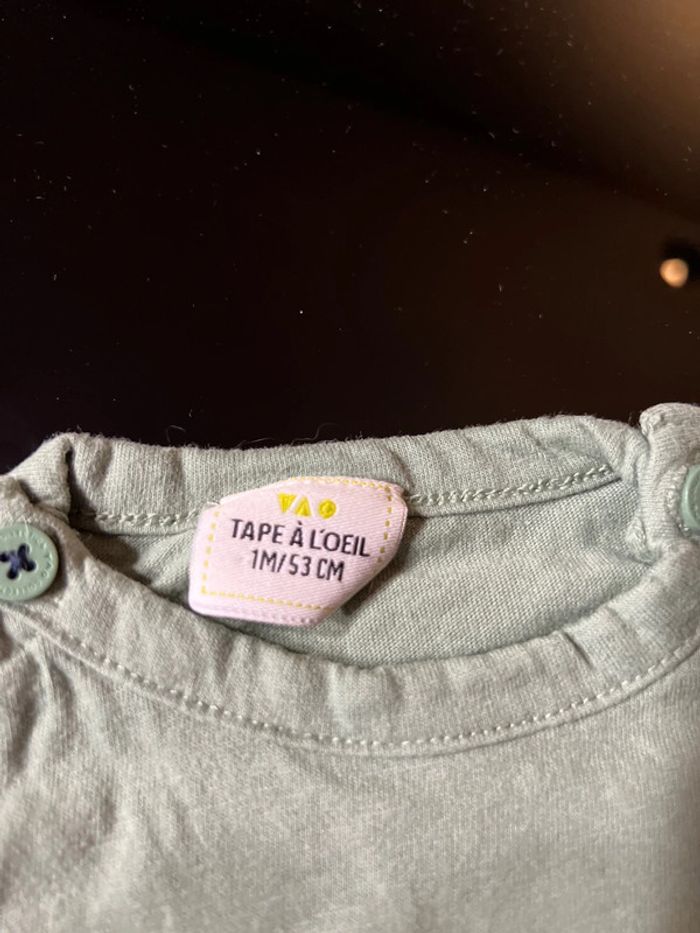 TAPE À L'OEIL
1M/53 CM